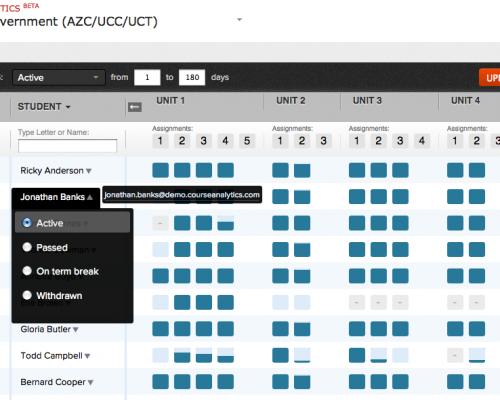 TICS BETA
vernment (AZC/UCC/UCT)
Active from 1 to 180 days
STUDENT UNIT 1 UNIT 2 UNIT 3 UNIT 4
Type Letter or Name: Assignments: Assignments: Assignments: Assignments:
1 2 3 4 5 1 2 3 1 2 3 4 1 2
Ricky Anderson
Jonathan Banks jonathan.banks@demo.courseanalytics.com
Active
Passed
On term break
Withdrawn
Gloria Butler
Todd Campbell
Bernard Cooper